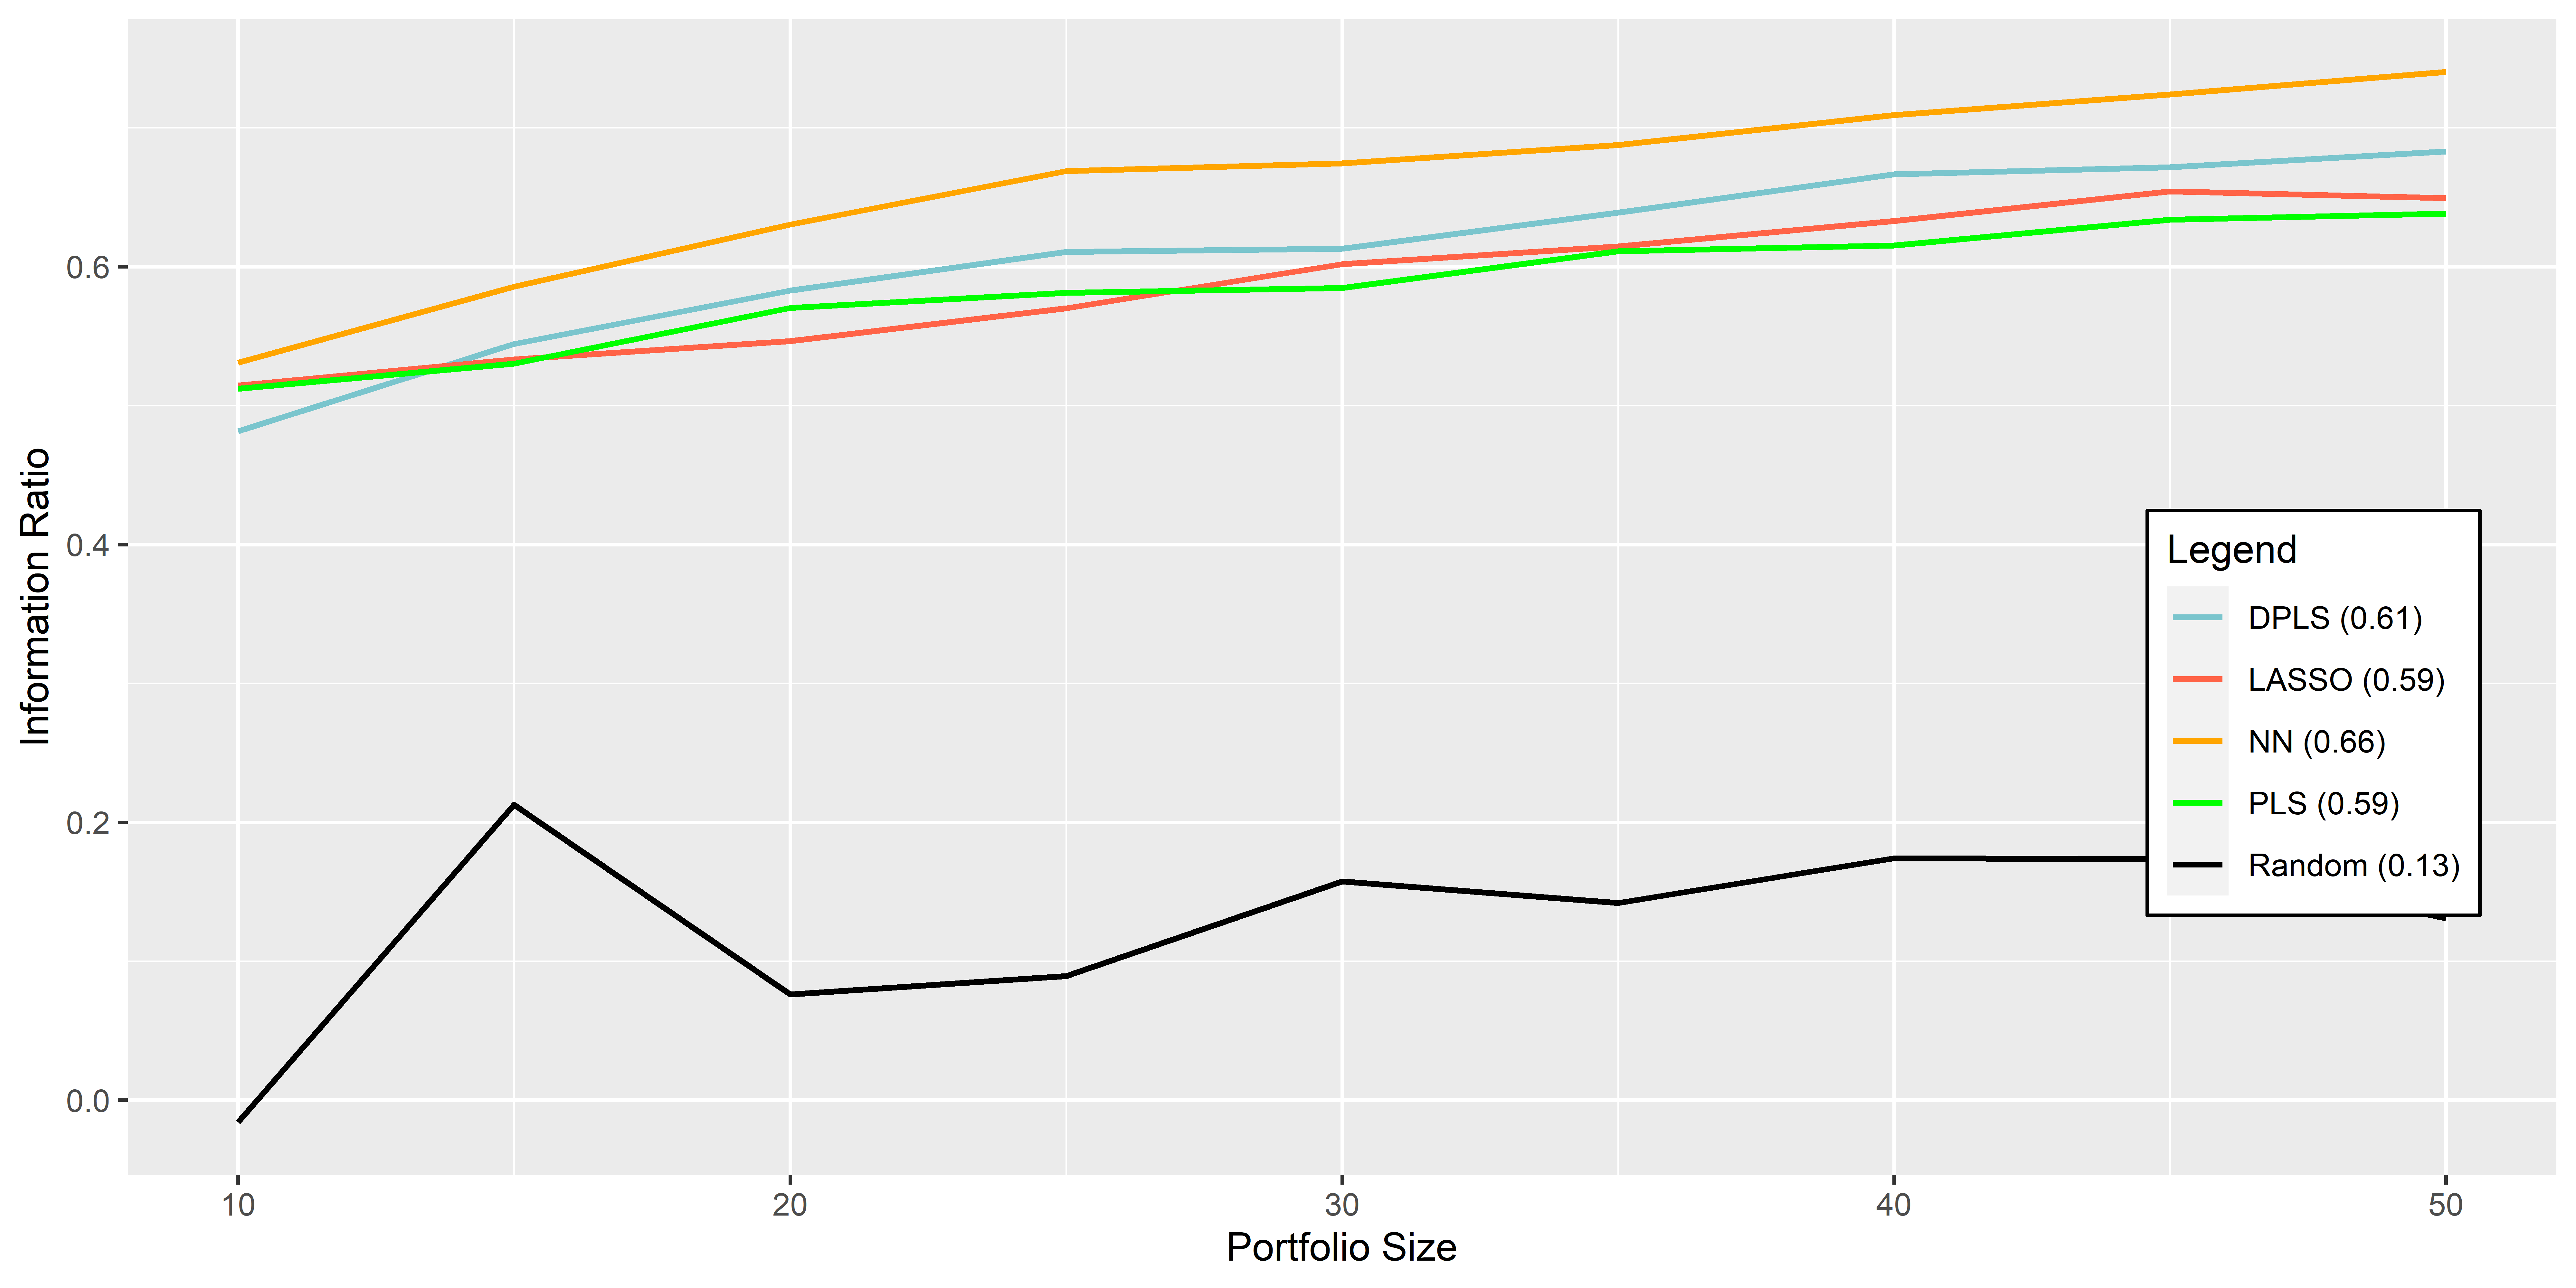 Information Ratio
0.6
0.4
0.2
0.0
10 20 30 40 50
Portfolio Size
Legend
DPLS (0.61)
LASSO (0.59)
NN (0.66)
PLS (0.59)
Random (0.13)